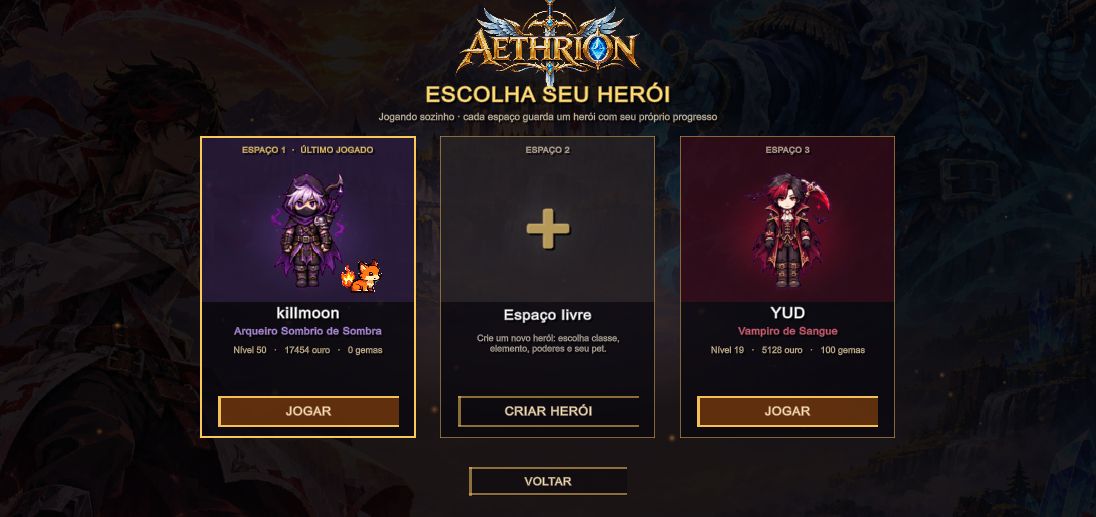 AETHRION
ESCOLHA SEU HERÓI
Jogando sozinho · cada espaço guarda um herói com seu próprio progresso
ESPAÇO 1 · ÚLTIMO JOGADO
killmoon
Arqueiro Sombrio de Sombra
Nível 50 · 17454 ouro · 0 gemas
JOGAR
ESPAÇO 2
Espaço livre
Crie um novo herói: escolha classe,
elemento, poderes e seu pet.
CRIAR HERÓI
ESPAÇO 3
YUD
Vampiro de Sangue
Nível 19 · 5128 ouro · 100 gemas
JOGAR
VOLTAR